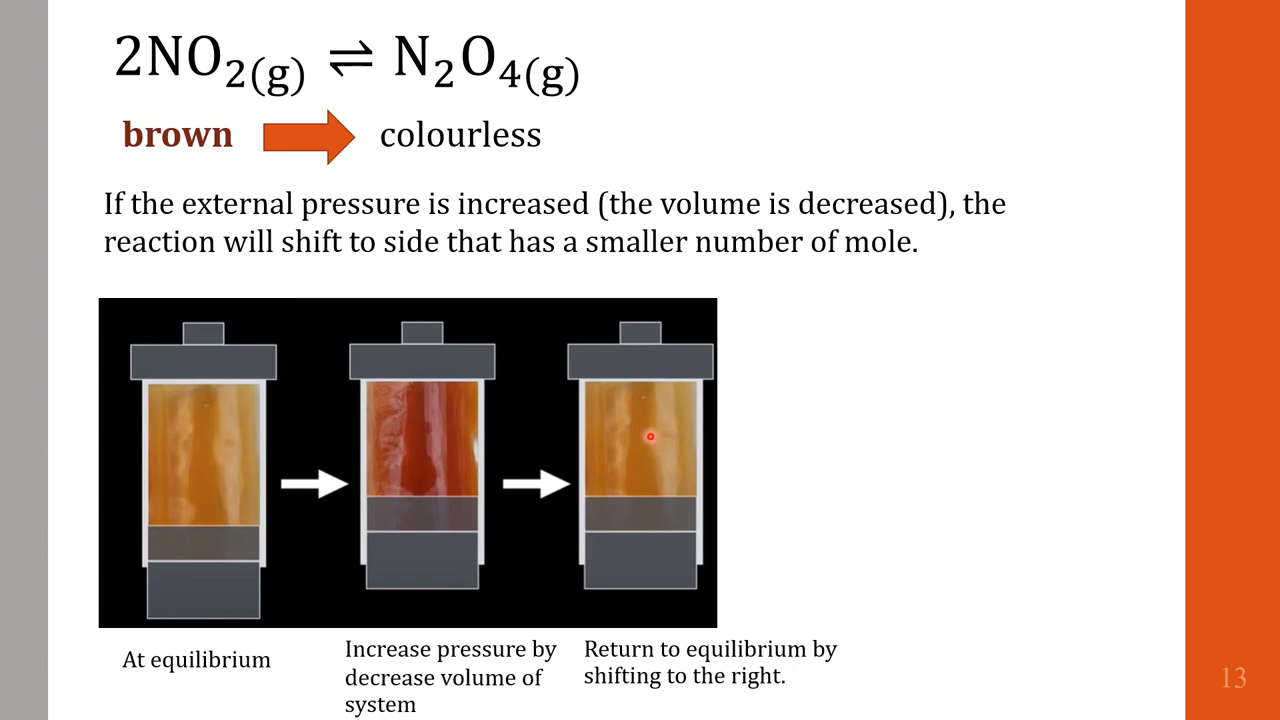 2NO₂(g) ⇌ N₂O₄(g)
brown colourless
If the external pressure is increased (the volume is decreased), the
reaction will shift to side that has a smaller number of mole.
At equilibrium
Increase pressure by
decrease volume of
system
Return to equilibrium by
shifting to the right.
13